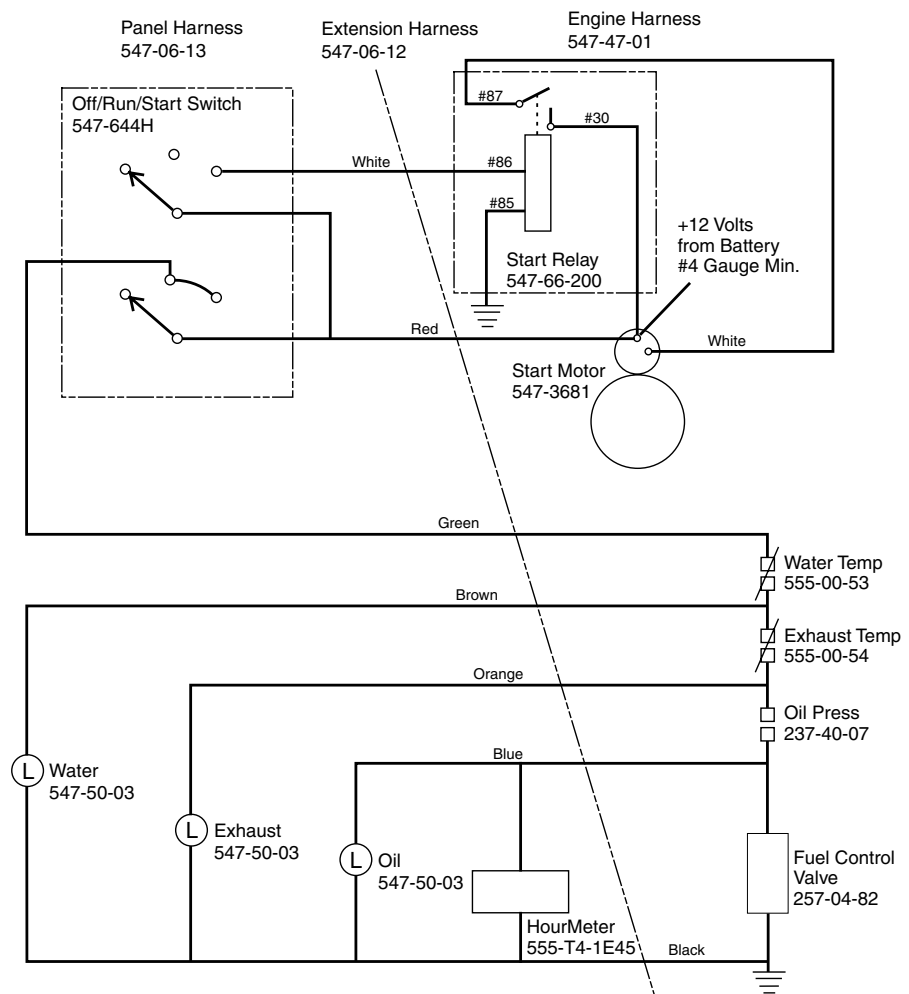 Panel Harness
547-06-13
Extension Harness
547-06-12
Engine Harness
547-47-01
Off/Run/Start Switch
547-644H
#87
#30
White
#86
#85
Start Relay
547-66-200
+12 Volts
from Battery
#4 Gauge Min.
Red
White
Start Motor
547-3681
Green
Water Temp
555-00-53
Brown
Exhaust Temp
555-00-54
Orange
Oil Press
237-40-07
Blue
L
Water
547-50-03
L
Exhaust
547-50-03
L
Oil
547-50-03
Fuel Control
Valve
257-04-82
HourMeter
555-T4-1E45
Black